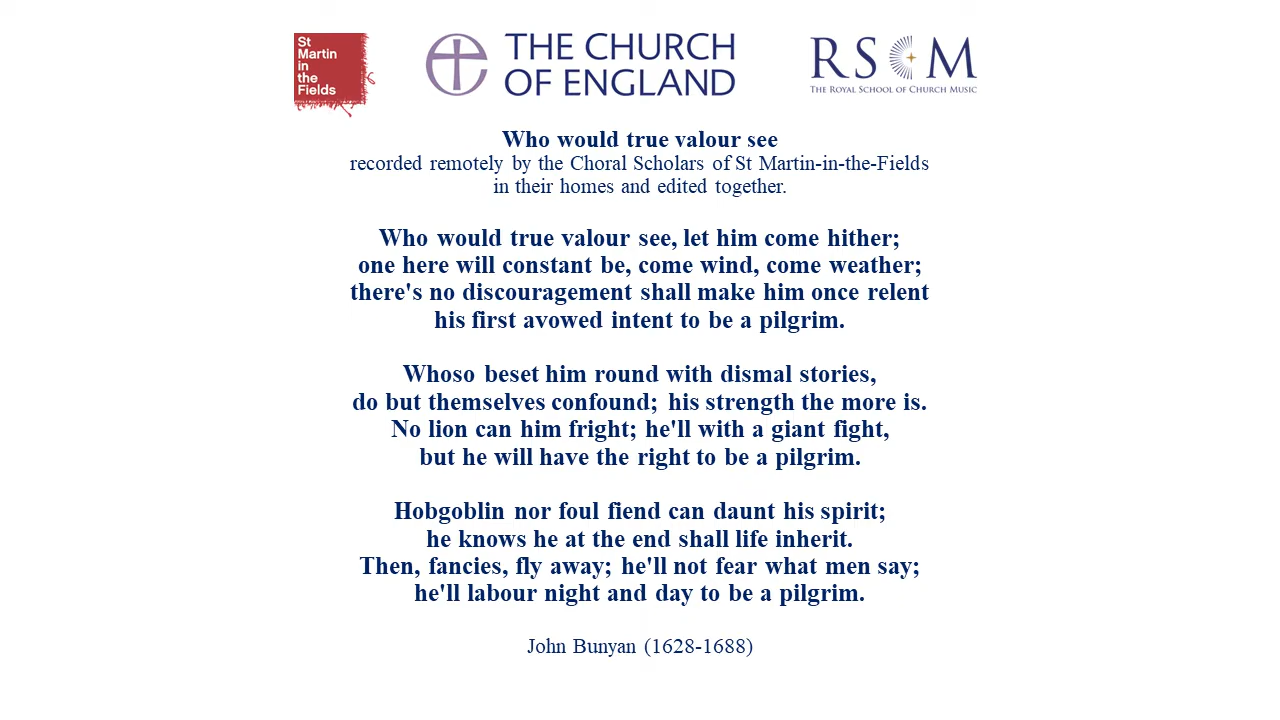 St
Martin
in
the
Fields
THE CHURCH
OF ENGLAND
RSCM
THE ROYAL SCHOOL OF CHURCH MUSIC
Who would true valour see
recorded remotely by the Choral Scholars of St Martin-in-the-Fields
in their homes and edited together.
Who would true valour see, let him come hither;
one here will constant be, come wind, come weather;
there's no discouragement shall make him once relent
his first avowed intent to be a pilgrim.
Whoso beset him round with dismal stories,
do but themselves confound; his strength the more is.
No lion can him fright; he'll with a giant fight,
but he will have the right to be a pilgrim.
Hobgoblin nor foul fiend can daunt his spirit;
he knows he at the end shall life inherit.
Then, fancies, fly away; he'll not fear what men say;
he'll labour night and day to be a pilgrim.
John Bunyan (1628-1688)